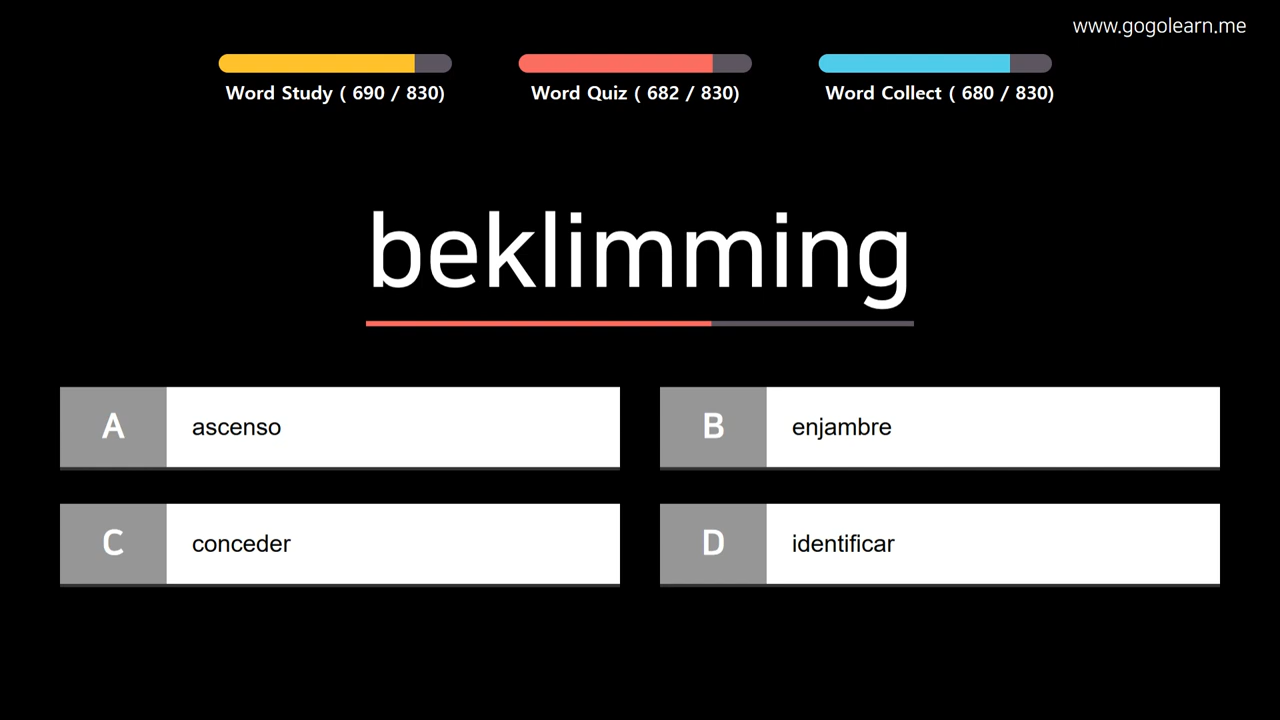 www.gogolearn.me
Word Study ( 690 / 830)
Word Quiz ( 682 / 830)
Word Collect ( 680 / 830)
beklimming
A ascenso
B enjambre
C conceder
D identificar